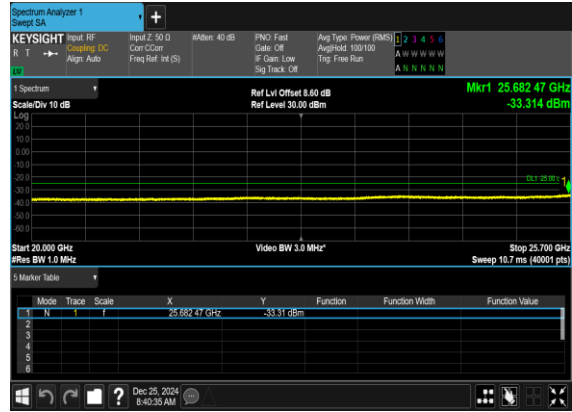 Spectrum Analyzer 1
Swept SA
+
KEYSIGHT Input: RF Input Z: 50 Ω #Atten: 40 dB PNO: Fast Avg Type: Power (RMS) 1 2 3 4 5 6
R T Coupling: DC Corr CCorr Gate: Off Avg|Hold: 100/100 A W W W W W
Align: Auto Freq Ref: Int (S) IF Gain: Low Trig: Free Run
Sig Track: Off A N N N N N
1 Spectrum Ref Lvl Offset 8.60 dB Mkr1 25.682 47 GHz
Scale/Div 10 dB Ref Level 30.00 dBm -33.314 dBm
Log
20.0
10.0
0.00
-10.0
-20.0
DL1 -25.00 1
-30.0
-40.0
-50.0
-60.0
Start 20.000 GHz Video BW 3.0 MHz* Stop 25.700 GHz
#Res BW 1.0 MHz Sweep 10.7 ms (40001 pts)
5 Marker Table
Mode Trace Scale X Y Function Function Width Function Value
1 N 1 f 25.682 47 GHz -33.31 dBm
2
3
4
5
6
? Dec 25, 2024
8:40:35 AM